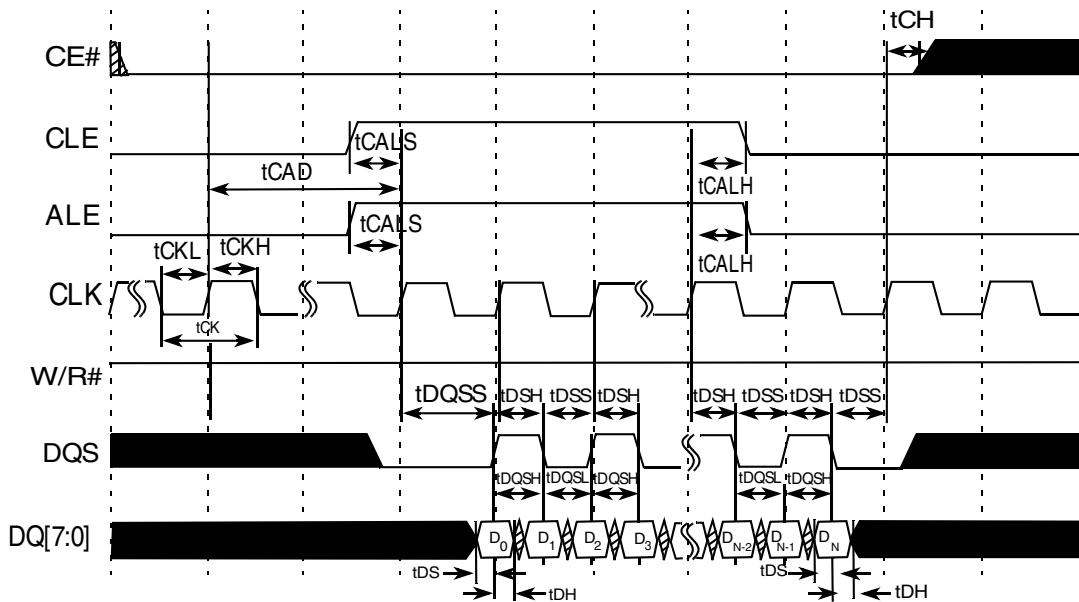 tCH
CE#
CLE
tCALS
tCAD
tCALH
ALE
tCALS
tCKL
tCKH
tCALH
CLK
tCK
W/R#
tDQSS
tDSH
tDSS
tDSH
tDSH
tDSS
tDSH
tDSS
DQS
tDQSH
tDQSL
tDQSH
tDQSL
tDQSH
DQ[7:0]
D0
D1
D2
D3
DN-2
DN-1
DN
tDS
tDS
tDH
tDH